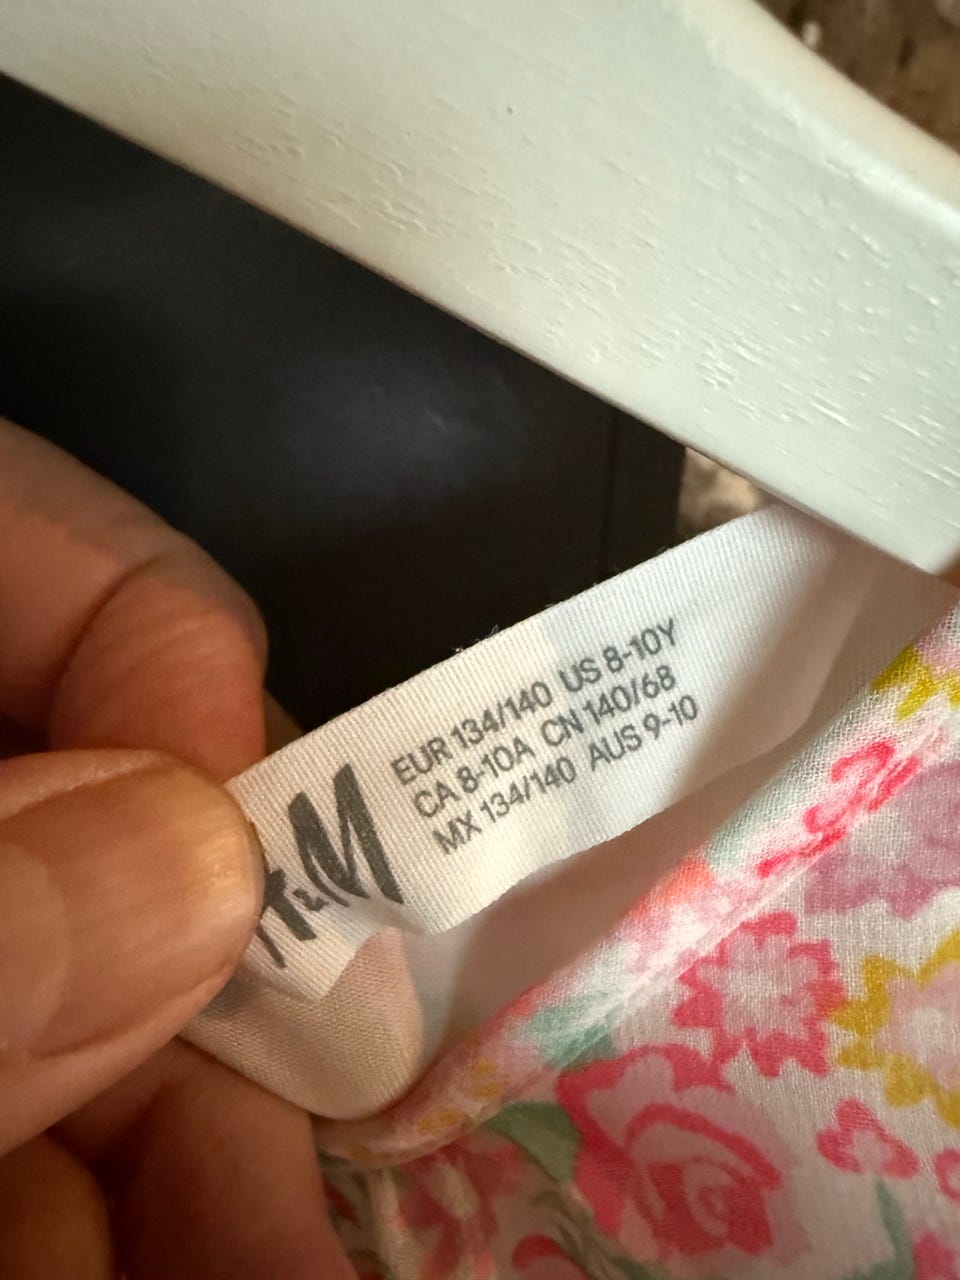 H&M
EUR 134/140 US 8-10Y
CA 8-10A CN 140/68
MX 134/140 AUS 9-10